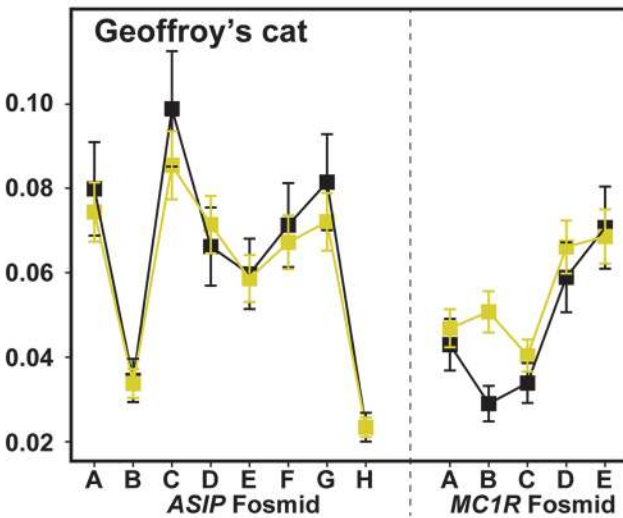 Geoffroy's cat
0.10
0.08
0.06
0.04
0.02
A B C D E F G H A B C D E
ASIP Fosmid MC1R Fosmid